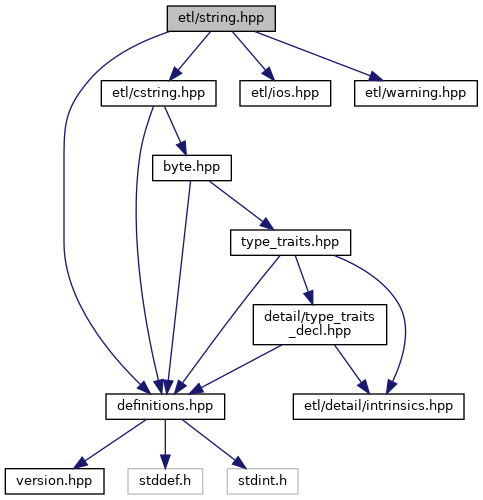 etl/string.hpp
etl/cstring.hpp
etl/ios.hpp
etl/warning.hpp
byte.hpp
type_traits.hpp
detail/type_traits
_decl.hpp
definitions.hpp
etl/detail/intrinsics.hpp
version.hpp
stddef.h
stdint.h